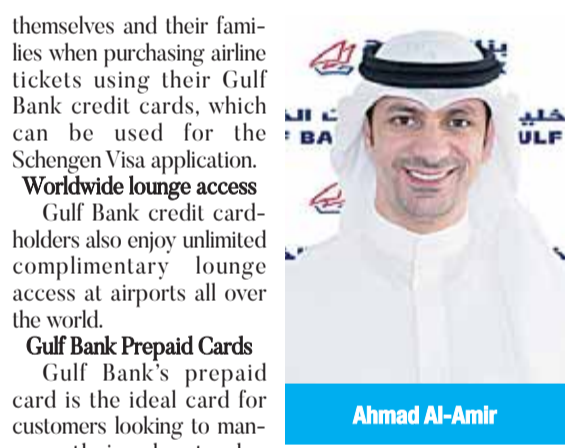 themselves and their fami-
lies when purchasing airline
tickets using their Gulf
Bank credit cards, which
can be used for the
Schengen Visa application.
Worldwide lounge access
Gulf Bank credit card-
holders also enjoy unlimited
complimentary lounge
access at airports all over
the world.
Gulf Bank Prepaid Cards
Gulf Bank's prepaid
card is the ideal card for
customers looking to man-
BA
ULF
Ahmad Al-Amir